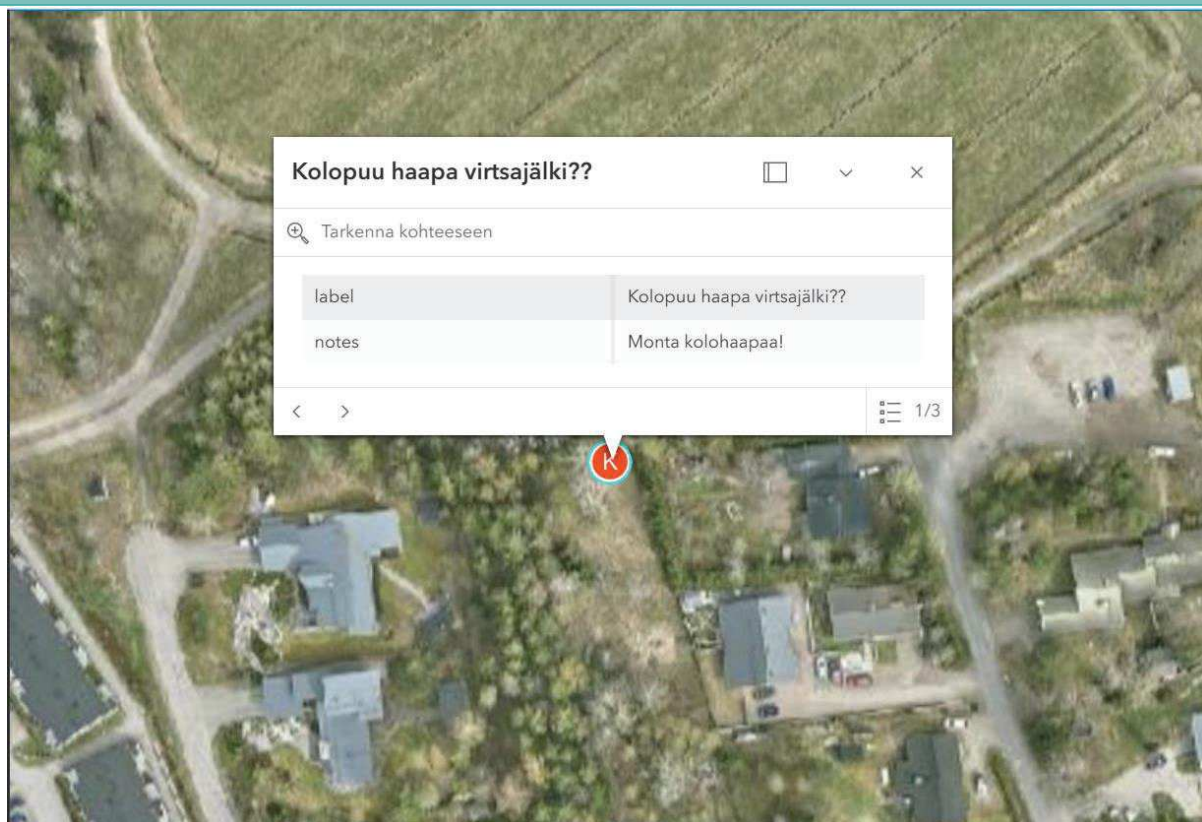 Kolopuu haapa virtsajälki??
Tarkenna kohteeseen
label Kolopuu haapa virtsajälki??
notes Monta kolohaapaa!
1/3
K